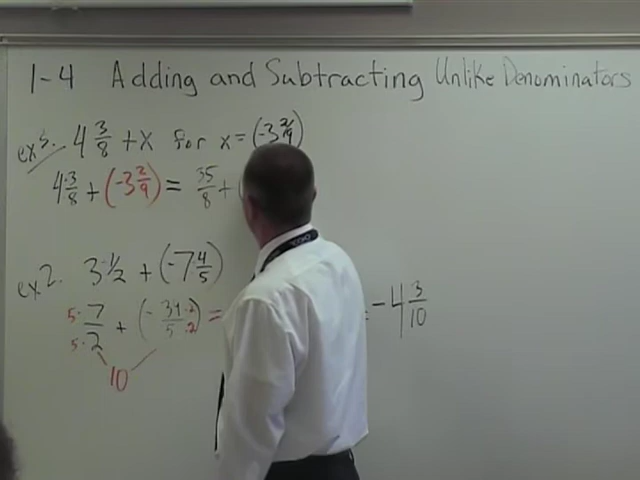 1-4 Adding and Subtracting Unlike Denominators
ex3. 4 3/8 + x for x = (-3 2/9)
4 3/8 + (-3 2/9) = 35/8 + (
ex2. 3 1/2 + (-7 4/5)
5· 7/2 ·5 + (- 39·2/5·2) = = -4 3/10
10